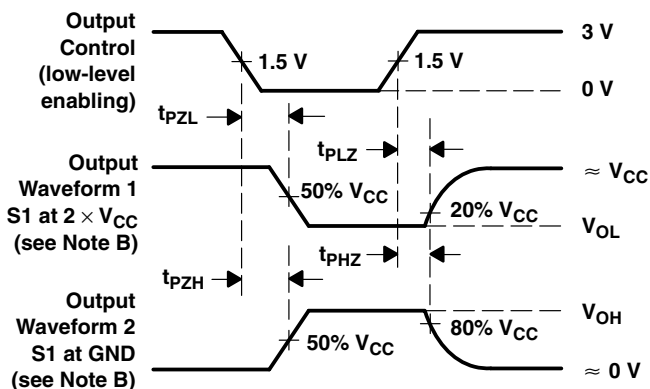 Output
Control
(low-level
enabling)
1.5 V
1.5 V
3 V
0 V
tPZL
tPLZ
Output
Waveform 1
S1 at 2 × VCC
(see Note B)
50% VCC
20% VCC
≈ VCC
VOL
tPZH
tPHZ
Output
Waveform 2
S1 at GND
(see Note B)
50% VCC
80% VCC
VOH
≈ 0 V